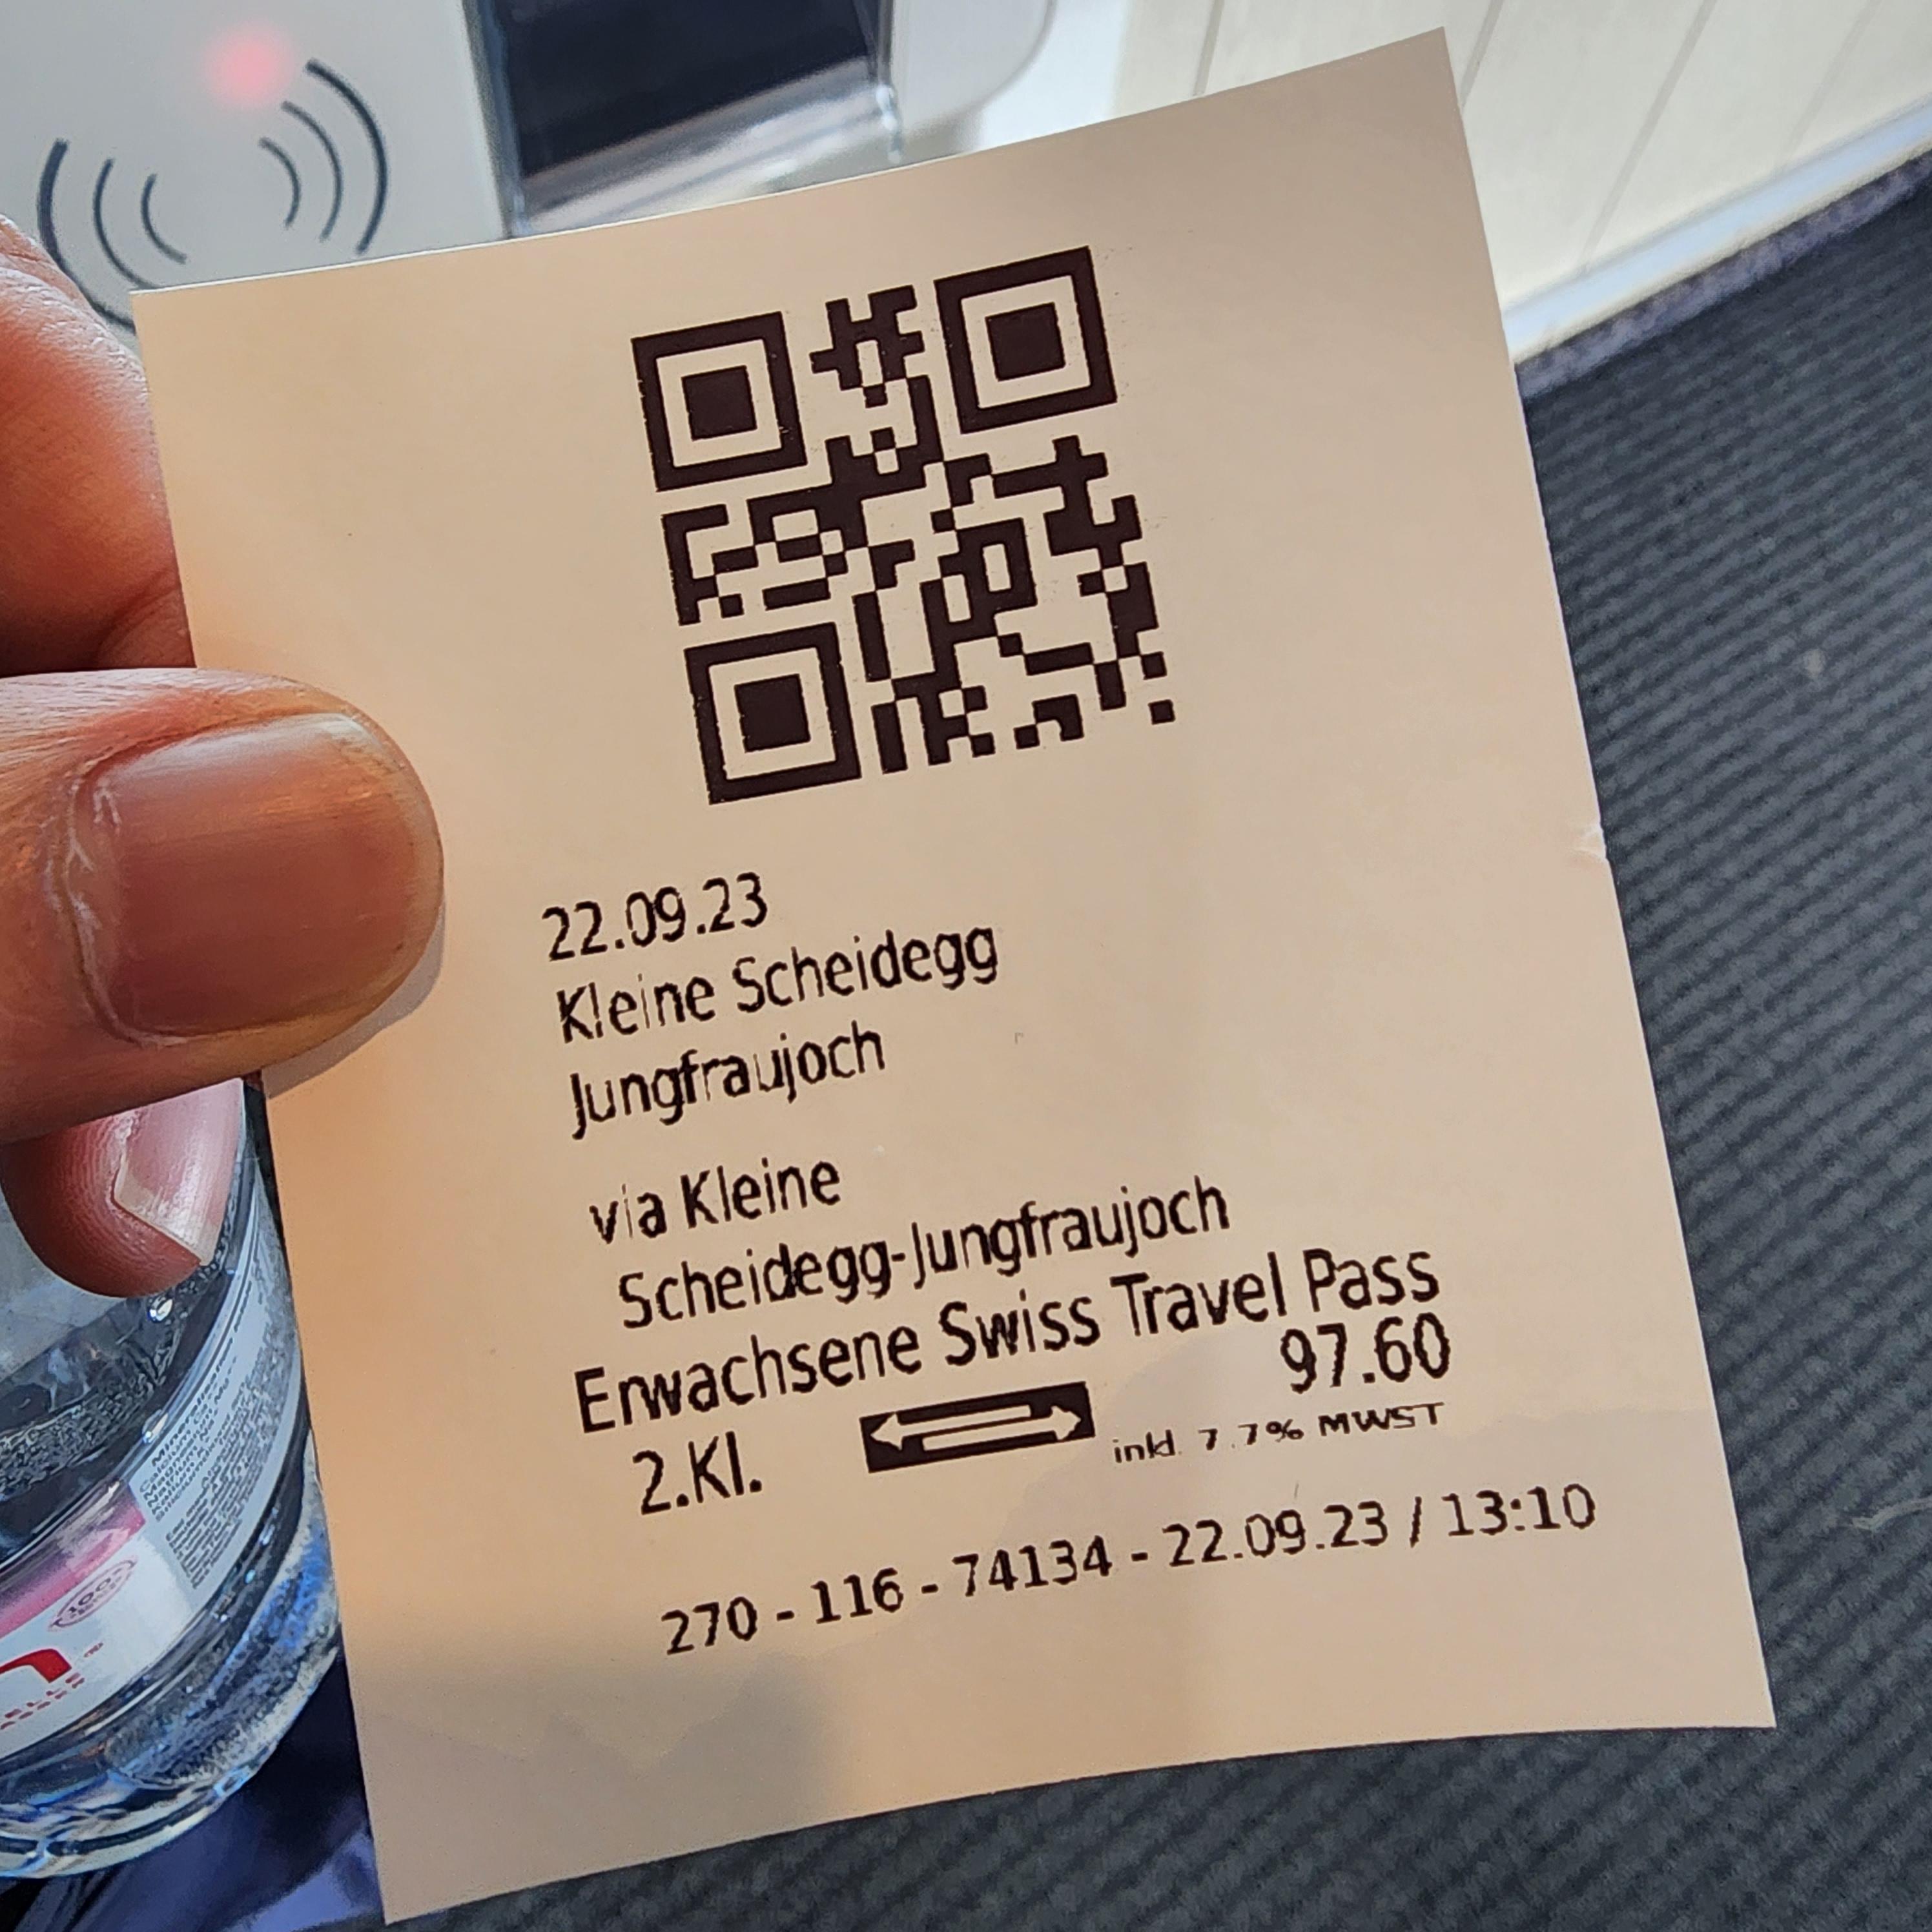 22.09.23
Kleine Scheidegg
Jungfraujoch
via Kleine
Scheidegg-Jungfraujoch
Erwachsene Swiss Travel Pass
97.60
2.Kl.
inkl. 7.7% MWST
270 - 116 - 74134 - 22.09.23 / 13:10